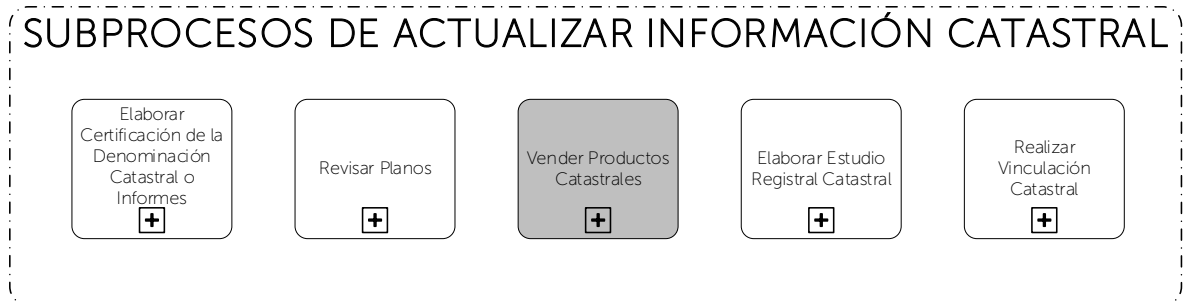 SUBPROCESOS DE ACTUALIZAR INFORMACIÓN CATASTRAL
Elaborar
Certificación de la
Denominación
Catastral o
Informes
Revisar Planos
Vender Productos
Catastrales
Elaborar Estudio
Registral Catastral
Realizar
Vinculación
Catastral